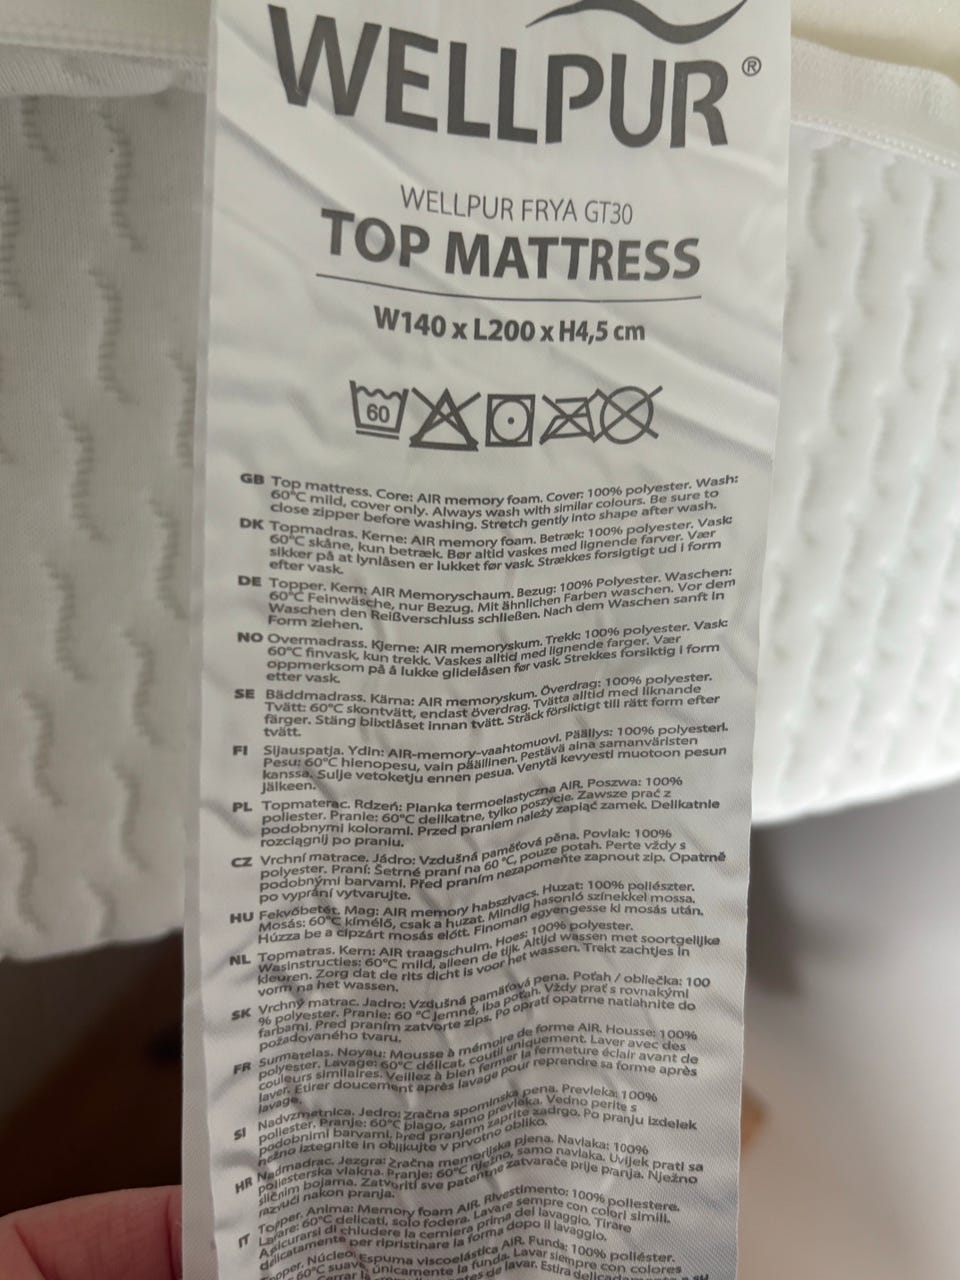 WELLPUR®
WELLPUR FRYA GT30
TOP MATTRESS
W140 x L200 x H4,5 cm
60
GB Top mattress. Core: AIR memory foam. Cover: 100% polyester. Wash:
60°C mild, cover only. Always wash with similar colours. Be sure to
close zipper before washing. Stretch gently into shape after wash.
DK Topmadras. Kerne: AIR memory foam. Betræk: 100% polyester. Vask:
60°C skåne, kun betræk. Bør altid vaskes med lignende farver. Vær
sikker på at lynlåsen er lukket før vask. Strækkes forsigtigt ud i form
efter vask.
DE Topper. Kern: AIR Memoryschaum. Bezug: 100% Polyester. Waschen:
60°C Feinwäsche, nur Bezug. Mit ähnlichen Farben waschen. Vor dem
Waschen den Reißverschluss schließen. Nach dem Waschen sanft in
Form ziehen.
NO Overmadrass. Kjerne: AIR memoryskum. Trekk: 100% polyester. Vask:
60°C finvask, kun trekk. Vaskes alltid med lignende farger. Vær
oppmerksom på å lukke glidelåsen før vask. Strekkes forsiktig i form
etter vask.
SE Bäddmadrass. Kärna: AIR memoryskum. Överdrag: 100% polyester.
Tvätt: 60°C skontvätt, endast överdrag. Tvätta alltid med liknande
färger. Stäng blixtlåset innan tvätt. Sträck försiktigt till rätt form efter
tvätt.
FI Sijauspatja. Ydin: AIR-memory-vaahtomuovi. Päällys: 100% polyesteri.
Pesu: 60°C hienopesu, vain päällinen. Pestävä aina samanväristen
kanssa. Sulje vetoketju ennen pesua. Venytä kevyesti muotoon pesun
jälkeen.
PL Topmaterac. Rdzeń: Planka termoelastyczna AIR. Poszwa: 100%
poliester. Pranie: 60°C delikatne, tylko poszycie. Zawsze prać z
podobnymi kolorami. Przed praniem należy zapiąć zamek. Delikatnie
rozciągnij po praniu.
CZ Vrchní matrace. Jádro: Vzdušná paměťová pěna. Povlak: 100%
polyester. Praní: Šetrné praní na 60 °C, pouze potah. Perte vždy s
podobnými barvami. Před praním nezapomeňte zapnout zip. Opatrně
po vyprání vytvarujte.
HU Fekvőbetét. Mag: AIR memory habszivacs. Huzat: 100% poliészter.
Mosás: 60°C kímélő, csak a huzat. Mindig hasonló színekkel mossa.
Húzza be a cipzárt mosás előtt. Finoman egyengesse ki mosás után.
NL Topmatras. Kern: AIR traagschuim. Hoes: 100% polyester.
Wasinstructies: 60°C mild, alleen de tijk. Altijd wassen met soortgelijke
kleuren. Zorg dat de rits dicht is voor het wassen. Trekt zachtjes in
vorm na het wassen.
SK Vrchný matrac. Jadro: Vzdušná pamäťová pena. Poťah / obliečka: 100
% polyester. Pranie: 60 °C jemné, iba poťah. Vždy prať s rovnakými
farbami. Pred praním zatvorte zips. Po opratí opatrne natiahnite do
požadovaného tvaru.
FR Surmatelas. Noyau: Mousse à mémoire de forme AIR. Housse: 100%
polyester. Lavage: 60°C délicat, coutil uniquement. Laver avec des
couleurs similaires. Veillez à bien fermer la fermeture éclair avant de
laver. Etirer doucement après lavage pour reprendre sa forme après
lavage.
SI Nadvzmetnica. Jedro: zračna spominska pena. Prevleka: 100%
poliester. Pranje: 60°C blago, samo prevleka. Vedno perite s
podobnimi barvami. Pred pranjem zaprite zadrgo. Po pranju izdelek
nežno iztegnite in oblikujte v prvotno obliko.
HR Nadmadrac. Jezgra: Zračna memorijska pjena. Navlaka: 100%
poliesterska vlakna. Pranje: 60°C nježno, samo navlaka. Uvijek prati sa
sličnim bojama. Zatvoriti sve patentne zatvarače prije pranja. Nježno
razvući nakon pranja.
IT Topper. Anima: Memory foam AIR. Rivestimento: 100% poliestere.
Lavare: 60°C delicati, solo fodera. Lavare sempre con colori simili.
Assicurarsi di chiudere la cerniera prima del lavaggio. Tirare
delicatamente per ripristinare la forma dopo il lavaggio.
Núcleo: Espuma viscoelástica AIR. Funda: 100% poliéster.
60°C suave, únicamente la funda. Lavar siempre con colores
de lavar. Estira